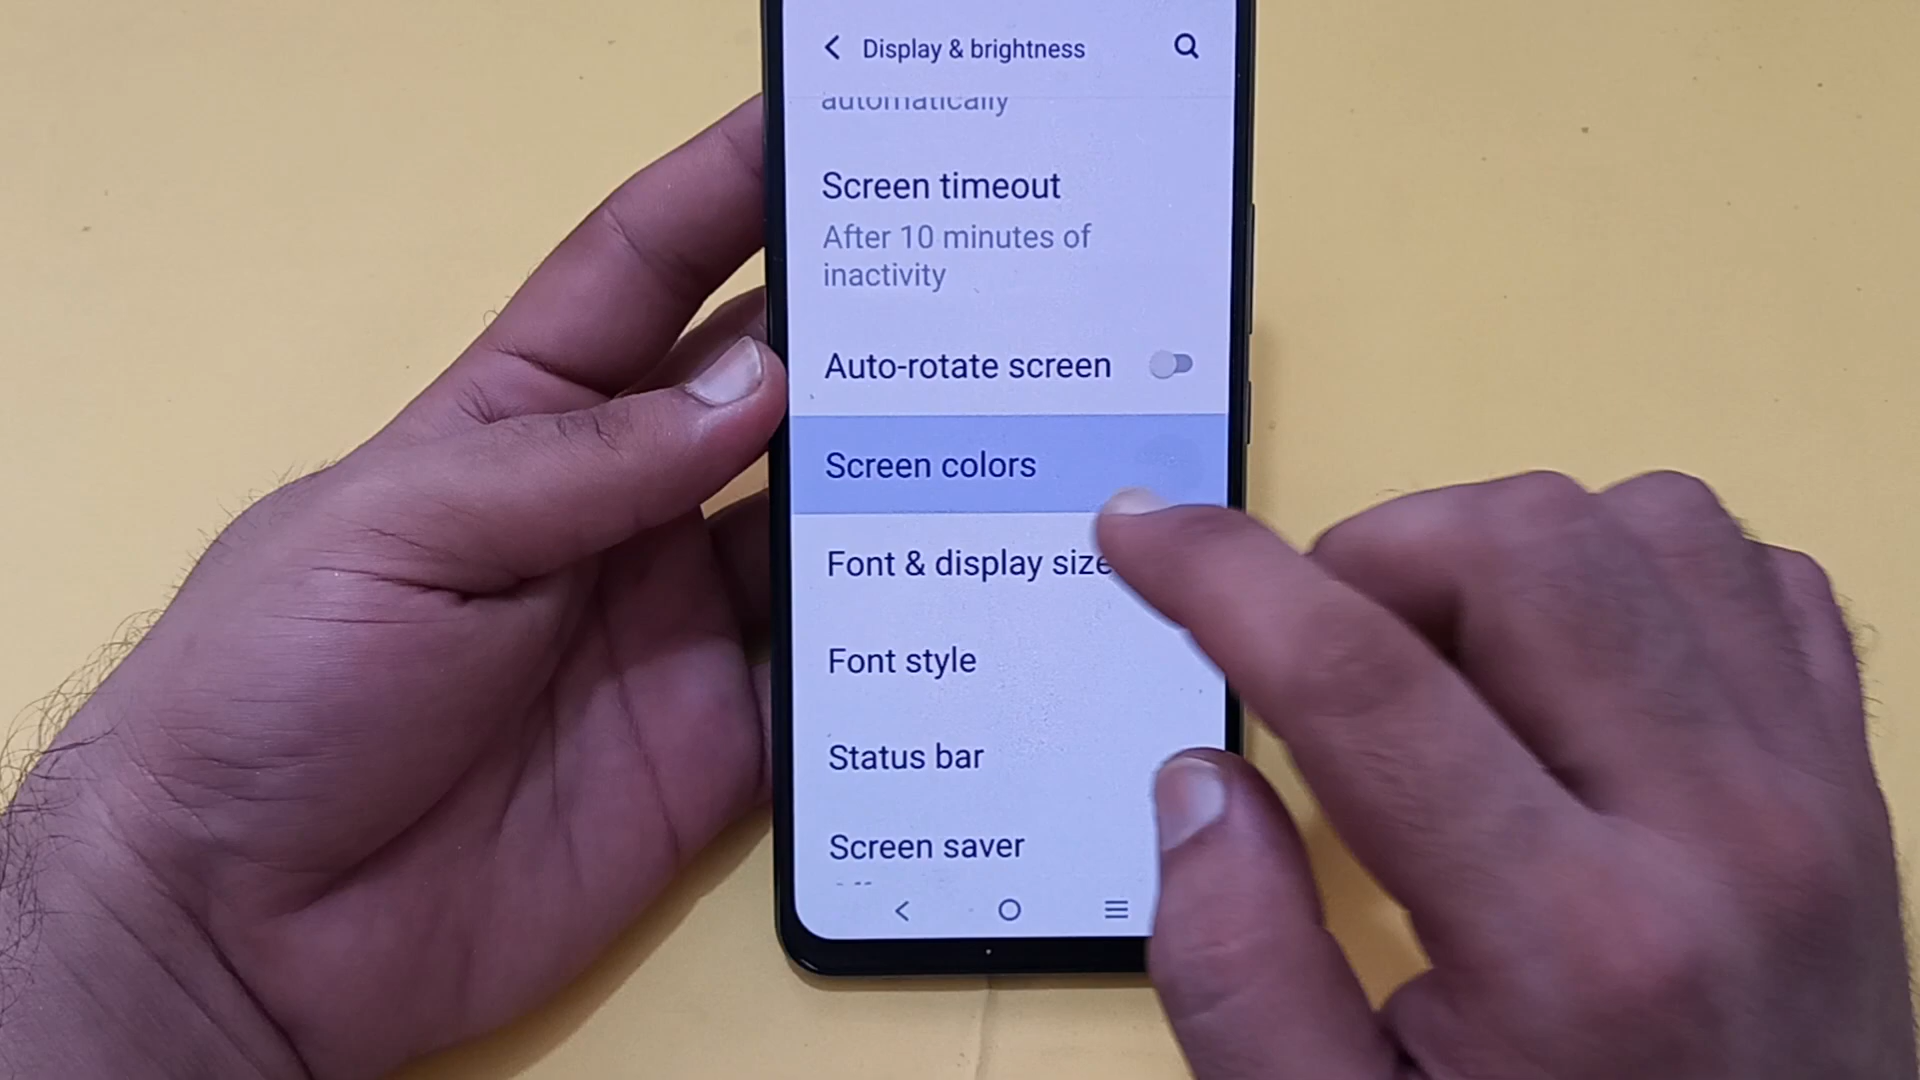 Display & brightness
automatically
Screen timeout
After 10 minutes of
inactivity
Auto-rotate screen
Screen colors
Font & display size
Font style
Status bar
Screen saver